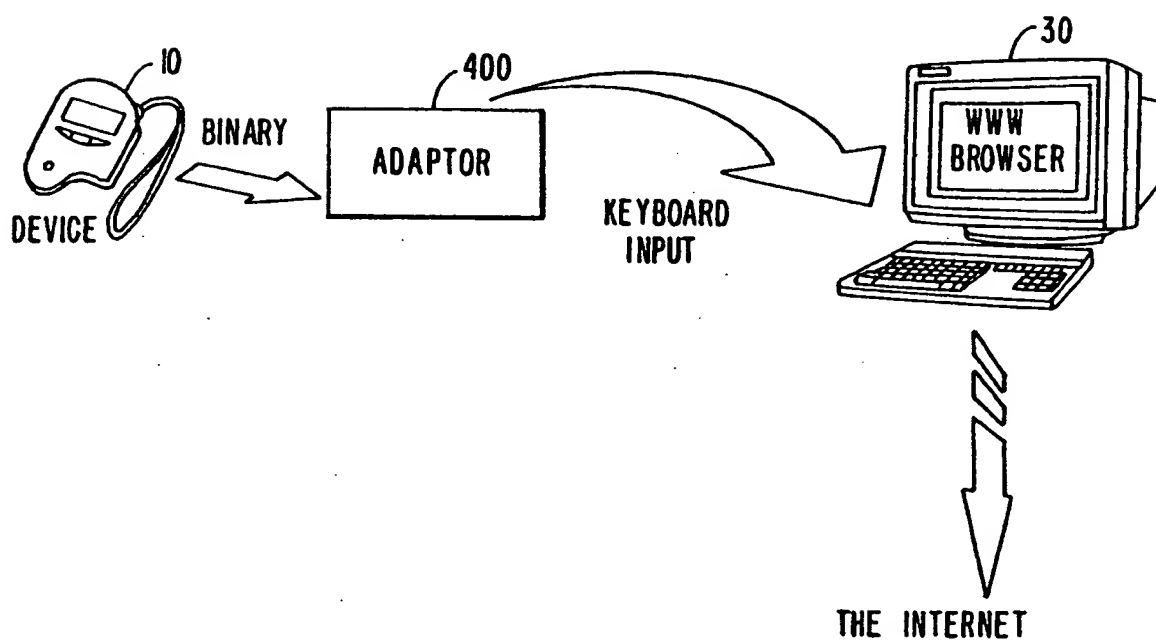 10
400
30
BINARY
ADAPTOR
WWW
BROWSER
DEVICE
KEYBOARD
INPUT
THE INTERNET